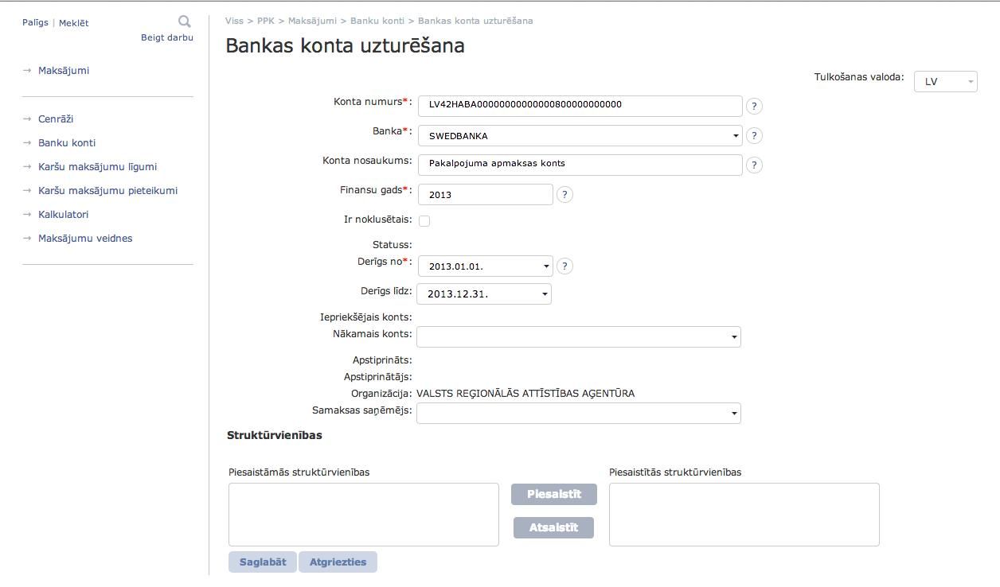 Palīgs | Meklēt
Beigt darbu
→ Maksājumi
→ Cenrāži
→ Banku konti
→ Karšu maksājumu līgumi
→ Karšu maksājumu pieteikumi
→ Kalkulatori
→ Maksājumu veidnes
Viss > PPK > Maksājumi > Banku konti > Bankas konta uzturēšana
Bankas konta uzturēšana
Tulkošanas valoda: LV
Konta numurs*: LV42HABA00000000000000800000000000 ?
Banka*: SWEDBANKA ?
Konta nosaukums: Pakalpojuma apmaksas konts ?
Finansu gads*: 2013 ?
Ir noklusētais:
Statuss:
Derīgs no*: 2013.01.01. ?
Derīgs līdz: 2013.12.31.
Iepriekšējais konts:
Nākamais konts:
Apstiprināts:
Apstiprinātājs:
Organizācija: VALSTS REĢIONĀLĀS ATTĪSTĪBAS AĢENTŪRA
Samaksas saņēmējs:
Struktūrvienības
Piesaistāmās struktūrvienības
Piesaistīt
Atsaistīt
Piesaistītās struktūrvienības
Saglabāt Atgriezties